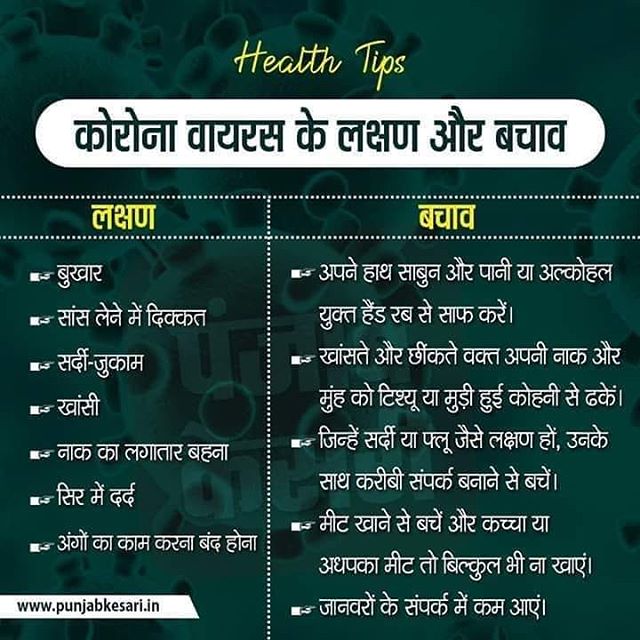 Health Tips
कोरोना वायरस के लक्षण और बचाव
लक्षण
बुखार
सांस लेने में दिक्कत
सर्दी-जुकाम
खांसी
नाक का लगातार बहना
सिर में दर्द
अंगों का काम करना बंद होना
बचाव
अपने हाथ साबुन और पानी या अल्कोहल
युक्त हैंड रब से साफ करें।
खांसते और छींकते वक्त अपनी नाक और
मुंह को टिश्यू या मुड़ी हुई कोहनी से ढकें।
जिन्हें सर्दी या फ्लू जैसे लक्षण हों, उनके
साथ करीबी संपर्क बनाने से बचें।
मीट खाने से बचें और कच्चा या
अधपका मीट तो बिल्कुल भी ना खाएं।
जानवरों के संपर्क में कम आएं।
पंजाब
केसरी
www.punjabkesari.in